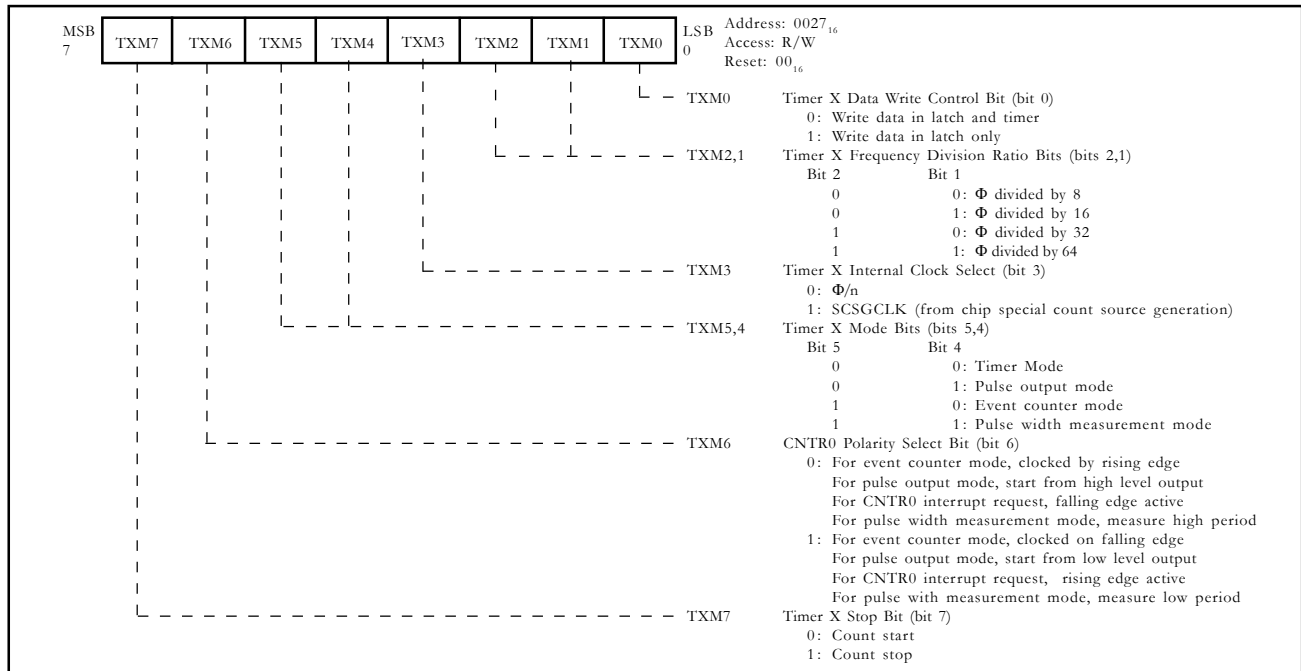 MSB
7
TXM7 TXM6 TXM5 TXM4 TXM3 TXM2 TXM1 TXM0
LSB
0
Address: 0027₁₆
Access: R/W
Reset: 00₁₆
TXM0 Timer X Data Write Control Bit (bit 0)
0: Write data in latch and timer
1: Write data in latch only
TXM2,1 Timer X Frequency Division Ratio Bits (bits 2,1)
Bit 2 Bit 1
0 0: Φ divided by 8
0 1: Φ divided by 16
1 0: Φ divided by 32
1 1: Φ divided by 64
TXM3 Timer X Internal Clock Select (bit 3)
0: Φ/n
1: SCSGCLK (from chip special count source generation)
TXM5,4 Timer X Mode Bits (bits 5,4)
Bit 5 Bit 4
0 0: Timer Mode
0 1: Pulse output mode
1 0: Event counter mode
1 1: Pulse width measurement mode
TXM6 CNTR0 Polarity Select Bit (bit 6)
0: For event counter mode, clocked by rising edge
For pulse output mode, start from high level output
For CNTR0 interrupt request, falling edge active
For pulse width measurement mode, measure high period
1: For event counter mode, clocked on falling edge
For pulse output mode, start from low level output
For CNTR0 interrupt request, rising edge active
For pulse with measurement mode, measure low period
TXM7 Timer X Stop Bit (bit 7)
0: Count start
1: Count stop